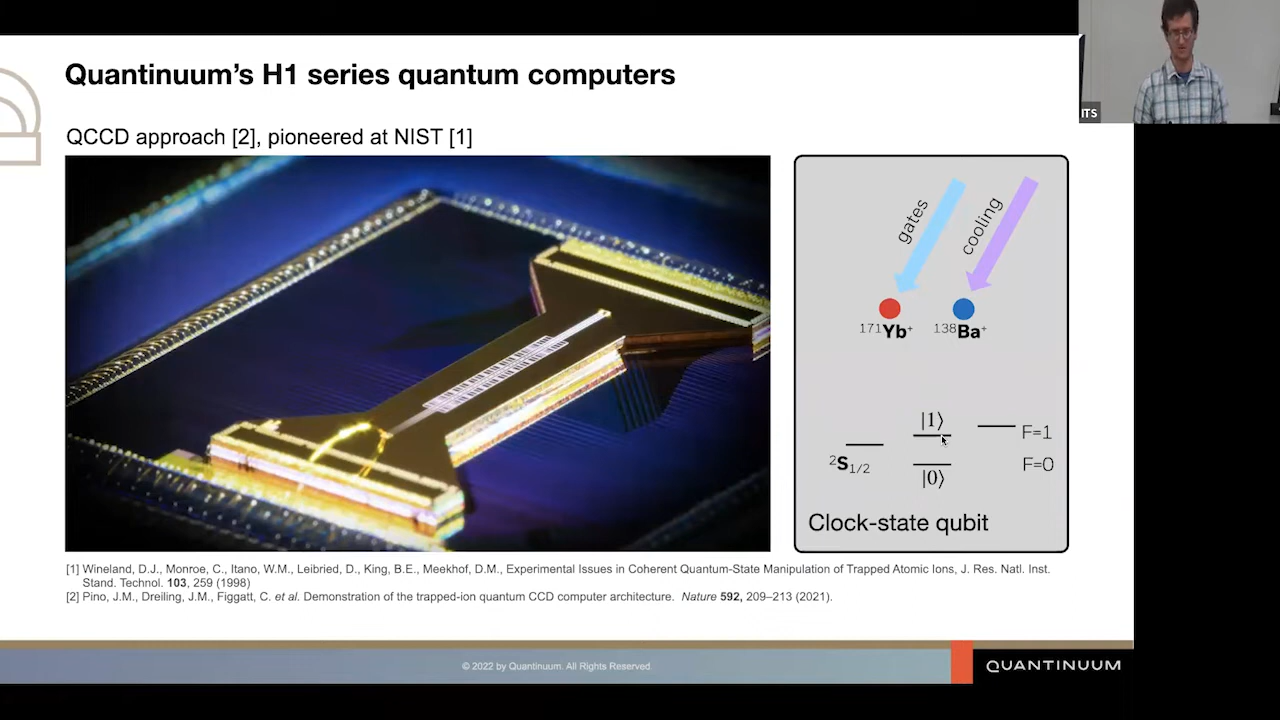 Quantinuum's H1 series quantum computers
ITS
QCCD approach [2], pioneered at NIST [1]
gates
cooling
171Yb+
138Ba+
|1⟩
F=1
2S1/2
F=0
|0⟩
Clock-state qubit
[1] Wineland, D.J., Monroe, C., Itano, W.M., Leibried, D., King, B.E., Meekhof, D.M., Experimental Issues in Coherent Quantum-State Manipulation of Trapped Atomic Ions, J. Res. Natl. Inst.
Stand. Technol. 103, 259 (1998)
[2] Pino, J.M., Dreiling, J.M., Figgatt, C. et al. Demonstration of the trapped-ion quantum CCD computer architecture. Nature 592, 209–213 (2021).
© 2022 by Quantinuum. All Rights Reserved.
QUANTINUUM